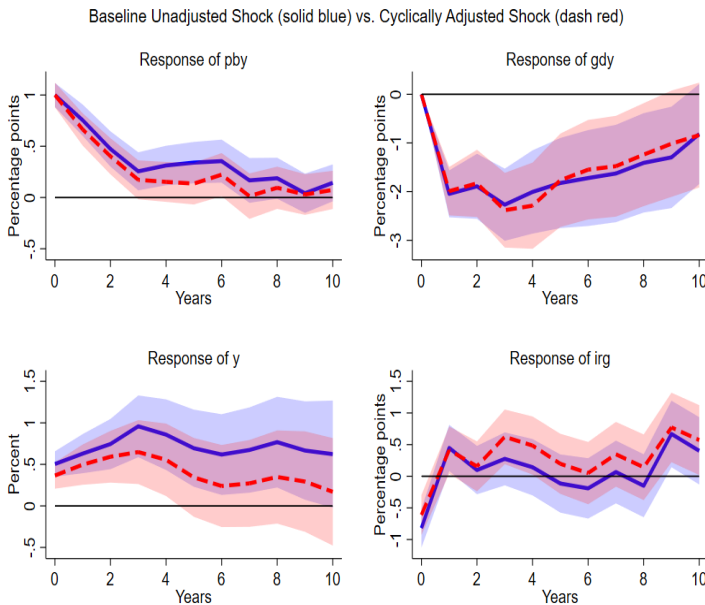 Baseline Unadjusted Shock (solid blue) vs. Cyclically Adjusted Shock (dash red)
Response of pby
Percentage points
1
.5
0
-.5
0 2 4 6 8 10
Years
Response of gdy
Percentage points
0
-1
-2
-3
0 2 4 6 8 10
Years
Response of y
Percent
1.5
1
.5
0
-.5
0 2 4 6 8 10
Years
Response of irg
Percentage points
1.5
1
.5
0
-.5
-1
0 2 4 6 8 10
Years